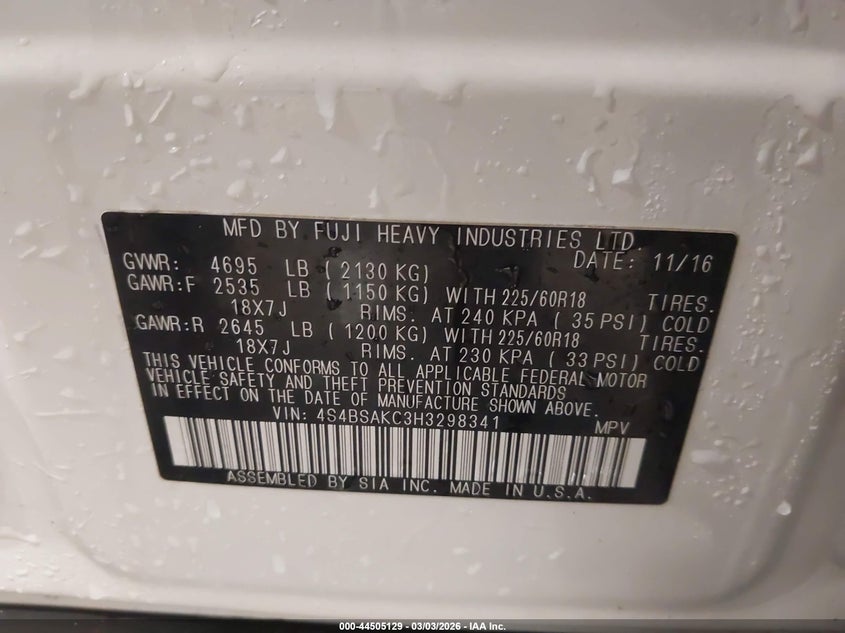 MFD BY FUJI HEAVY INDUSTRIES LTD.
DATE: 11/16
GVWR: 4695 LB ( 2130 KG)
GAWR:F 2535 LB ( 1150 KG) WITH 225/60R18 TIRES.
18X7J RIMS. AT 240 KPA ( 35 PSI) COLD
GAWR:R 2645 LB ( 1200 KG) WITH 225/60R18 TIRES.
18X7J RIMS. AT 230 KPA ( 33 PSI) COLD
THIS VEHICLE CONFORMS TO ALL APPLICABLE FEDERAL MOTOR
VEHICLE SAFETY AND THEFT PREVENTION STANDARDS
IN EFFECT ON THE DATE OF MANUFACTURE SHOWN ABOVE.
VIN: 4S4BSAKC3H3298341 MPV
ASSEMBLED BY SIA INC. MADE IN U.S.A.
000-44505129 - 03/03/2026 - IAA Inc.